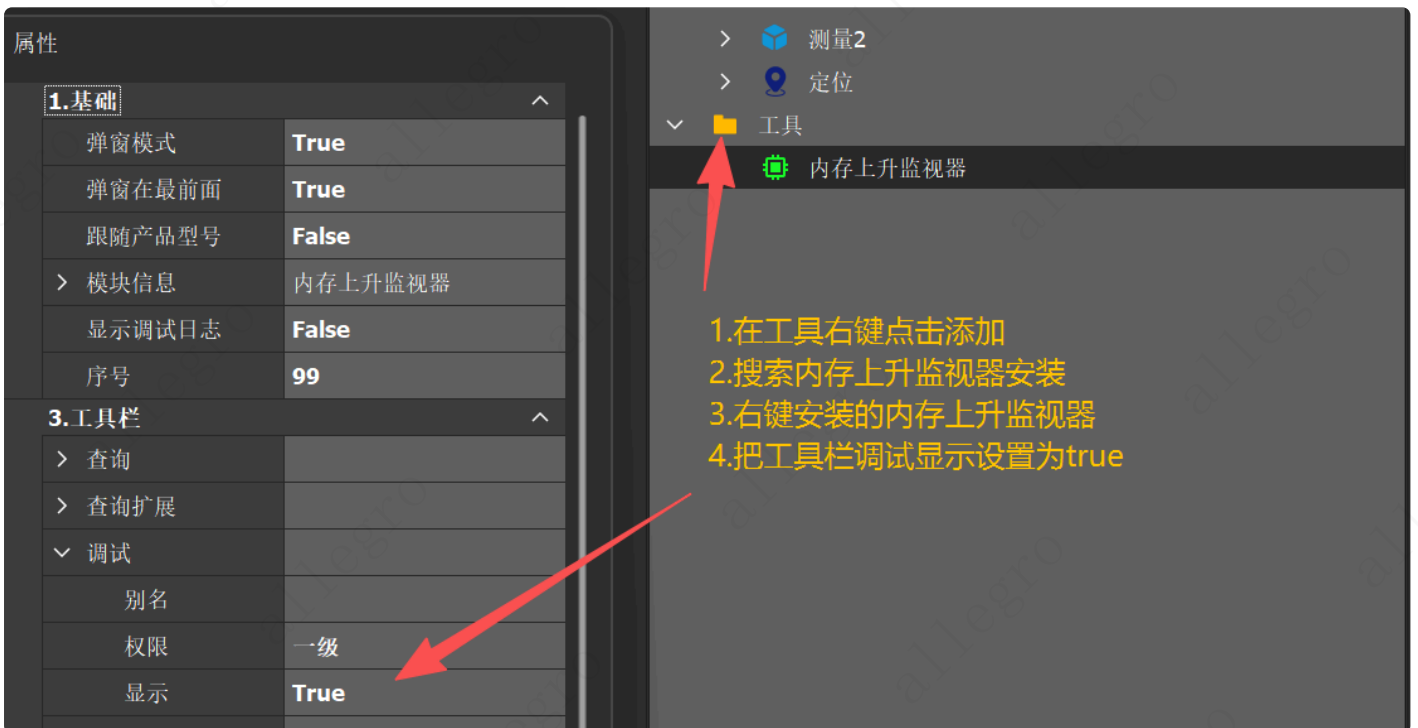 属性
1.基础
弹窗模式 True
弹窗在最前面 True
跟随产品型号 False
模块信息 内存上升监视器
显示调试日志 False
序号 99
3.工具栏
查询
查询扩展
调试
别名
权限 一级
显示 True
测量2
定位
工具
内存上升监视器
1.在工具右键点击添加
2.搜索内存上升监视器安装
3.右键安装的内存上升监视器
4.把工具栏调试显示设置为true
allegro